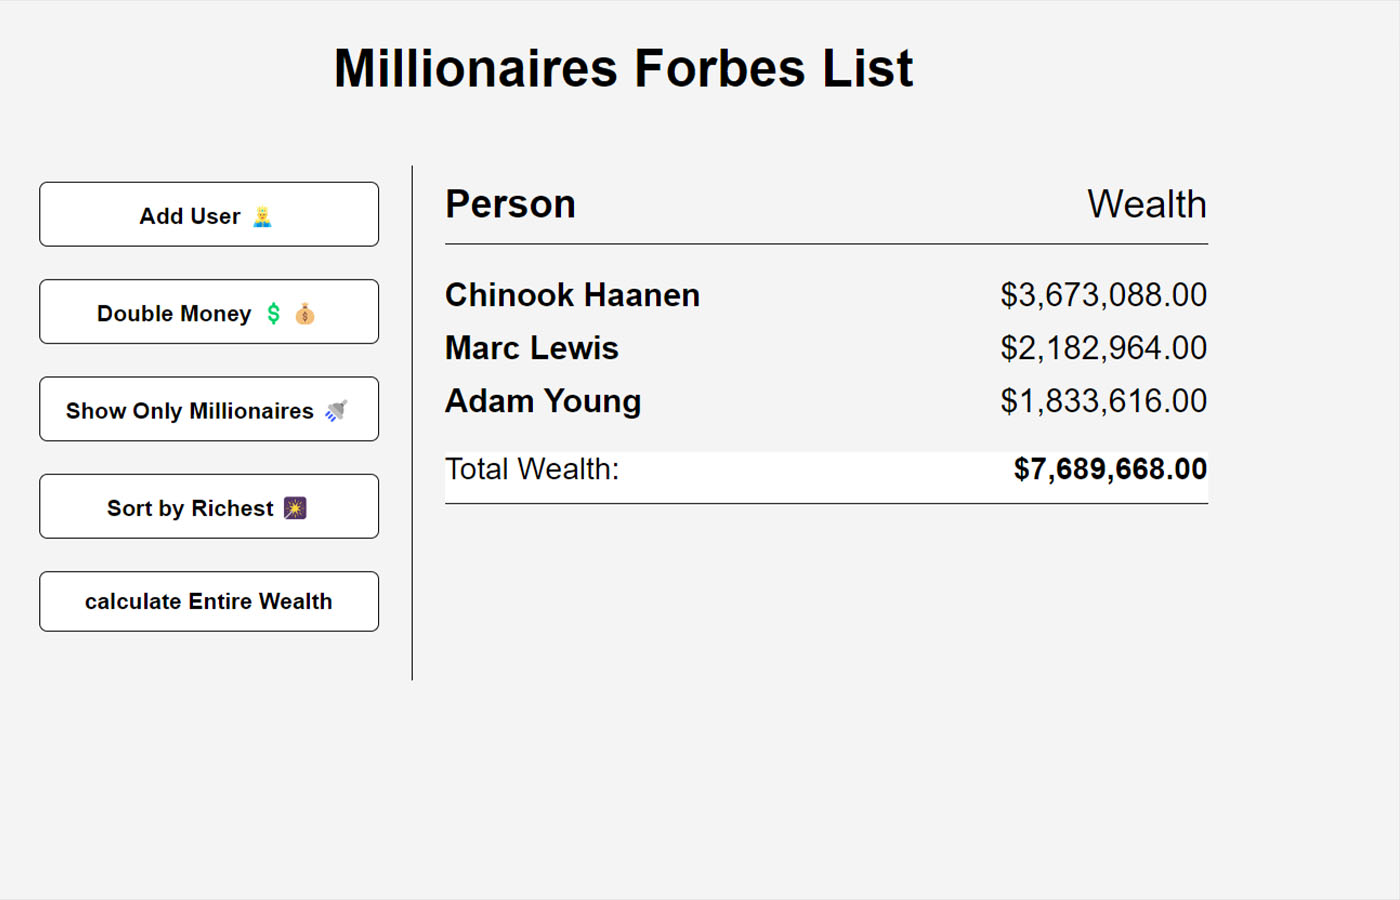 Millionaires Forbes List
Add User 👱‍♂️
Double Money 💲 💰
Show Only Millionaires 🚿
Sort by Richest 🎇
calculate Entire Wealth
Person Wealth
Chinook Haanen $3,673,088.00
Marc Lewis $2,182,964.00
Adam Young $1,833,616.00
Total Wealth: $7,689,668.00